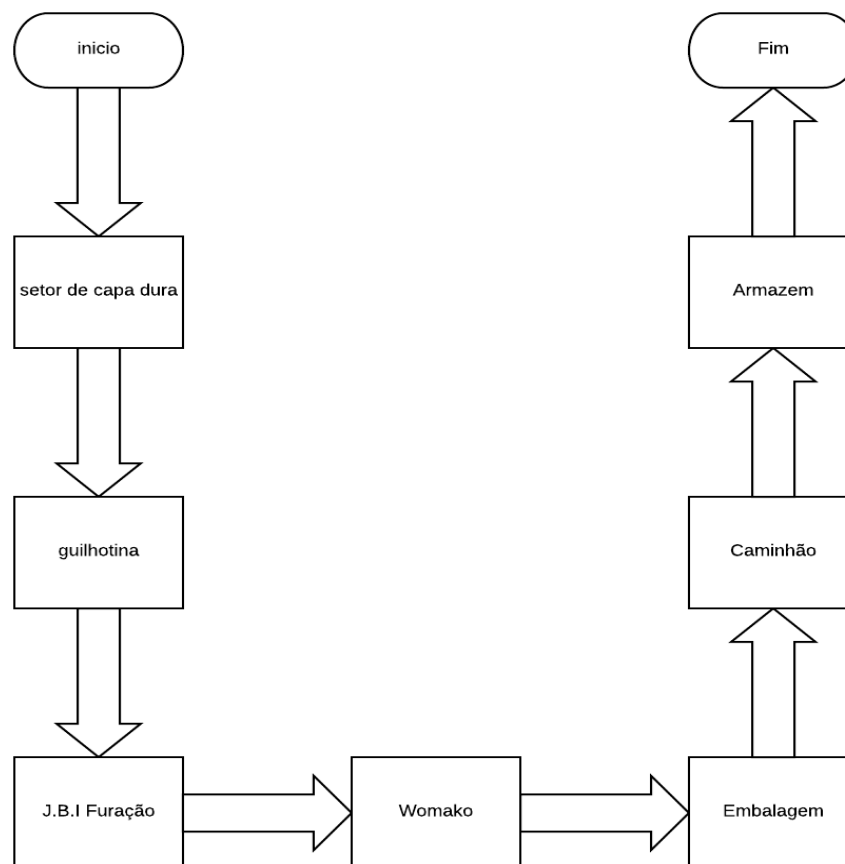 inicio
setor de capa dura
guilhotina
J.B.I Furação
Womako
Embalagem
Caminhão
Armazem
Fim